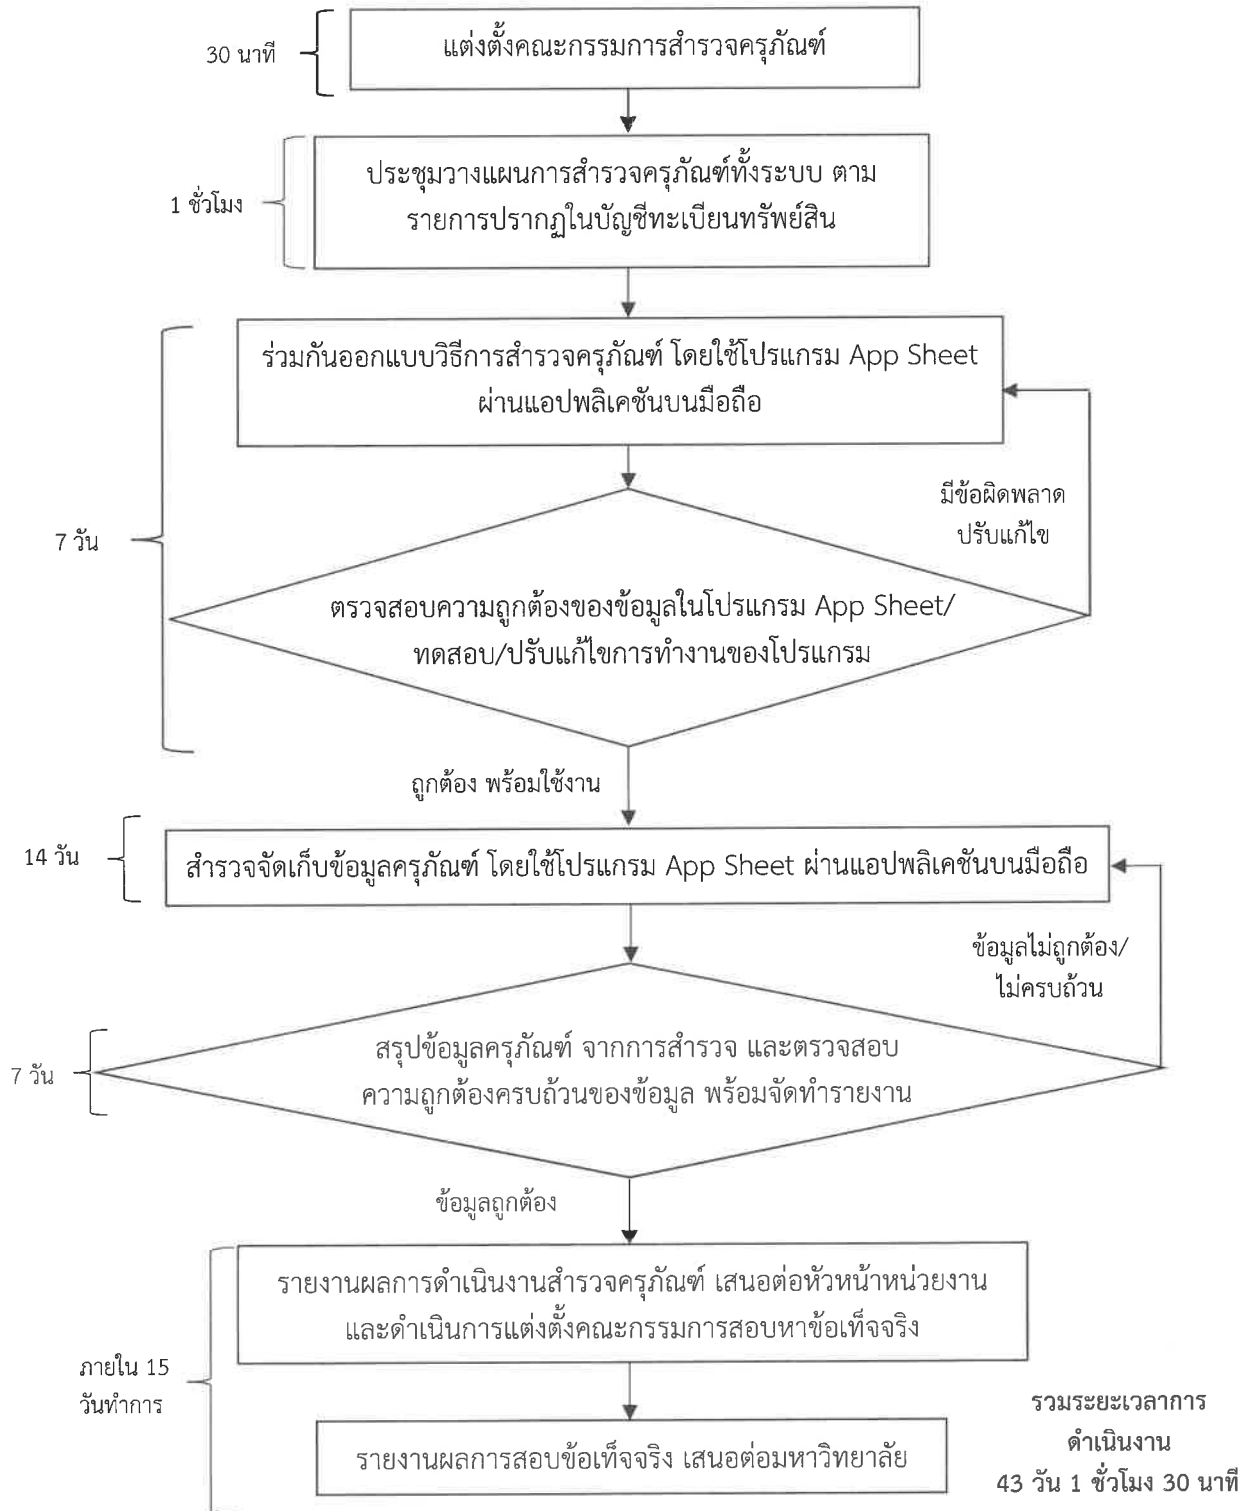 30 นาที
แต่งตั้งคณะกรรมการสำรวจครุภัณฑ์
1 ชั่วโมง
ประชุมวางแผนการสำรวจครุภัณฑ์ทั้งระบบ ตาม
รายการปรากฏในบัญชีทะเบียนทรัพย์สิน
ร่วมกันออกแบบวิธีการสำรวจครุภัณฑ์ โดยใช้โปรแกรม App Sheet
ผ่านแอปพลิเคชันบนมือถือ
มีข้อผิดพลาด
ปรับแก้ไข
7 วัน
ตรวจสอบความถูกต้องของข้อมูลในโปรแกรม App Sheet/
ทดสอบ/ปรับแก้ไขการทำงานของโปรแกรม
ถูกต้อง พร้อมใช้งาน
14 วัน
สำรวจจัดเก็บข้อมูลครุภัณฑ์ โดยใช้โปรแกรม App Sheet ผ่านแอปพลิเคชันบนมือถือ
ข้อมูลไม่ถูกต้อง/
ไม่ครบถ้วน
7 วัน
สรุปข้อมูลครุภัณฑ์ จากการสำรวจ และตรวจสอบ
ความถูกต้องครบถ้วนของข้อมูล พร้อมจัดทำรายงาน
ข้อมูลถูกต้อง
รายงานผลการดำเนินงานสำรวจครุภัณฑ์ เสนอต่อหัวหน้าหน่วยงาน
และดำเนินการแต่งตั้งคณะกรรมการสอบหาข้อเท็จจริง
ภายใน 15
วันทำการ
รายงานผลการสอบข้อเท็จจริง เสนอต่อมหาวิทยาลัย
รวมระยะเวลาการ
ดำเนินงาน
43 วัน 1 ชั่วโมง 30 นาที